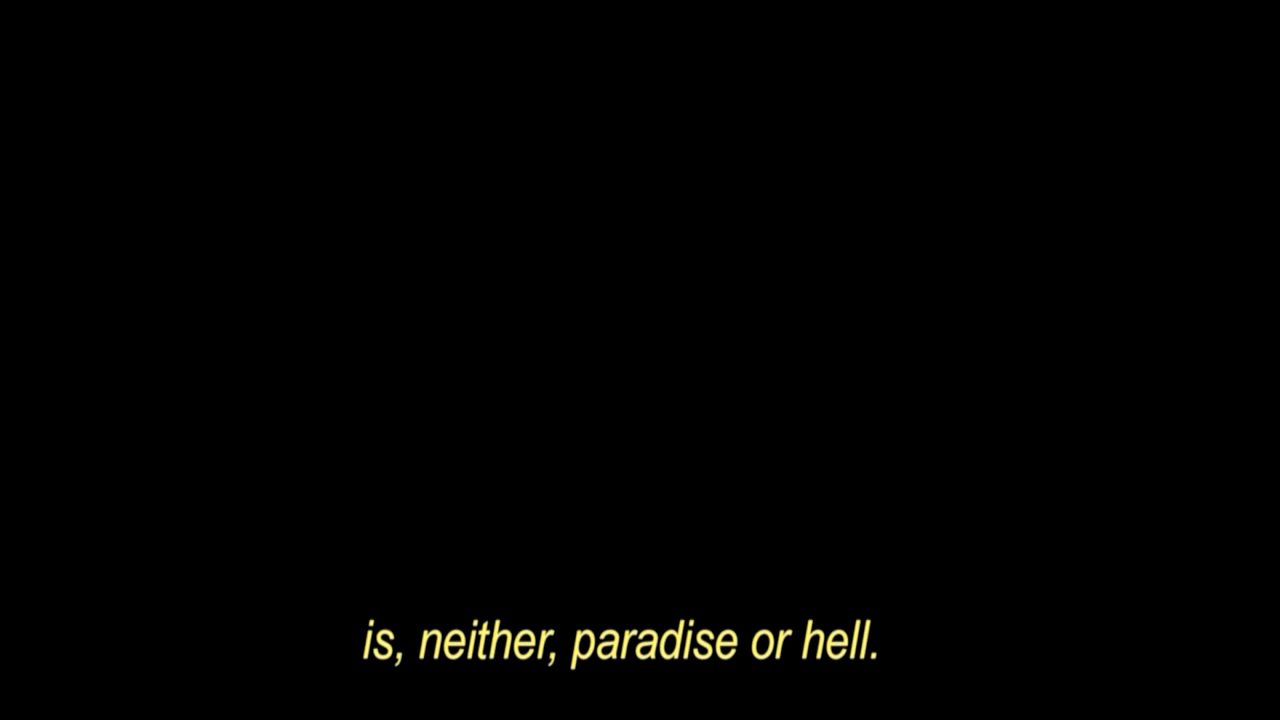 is, neither, paradise or hell.